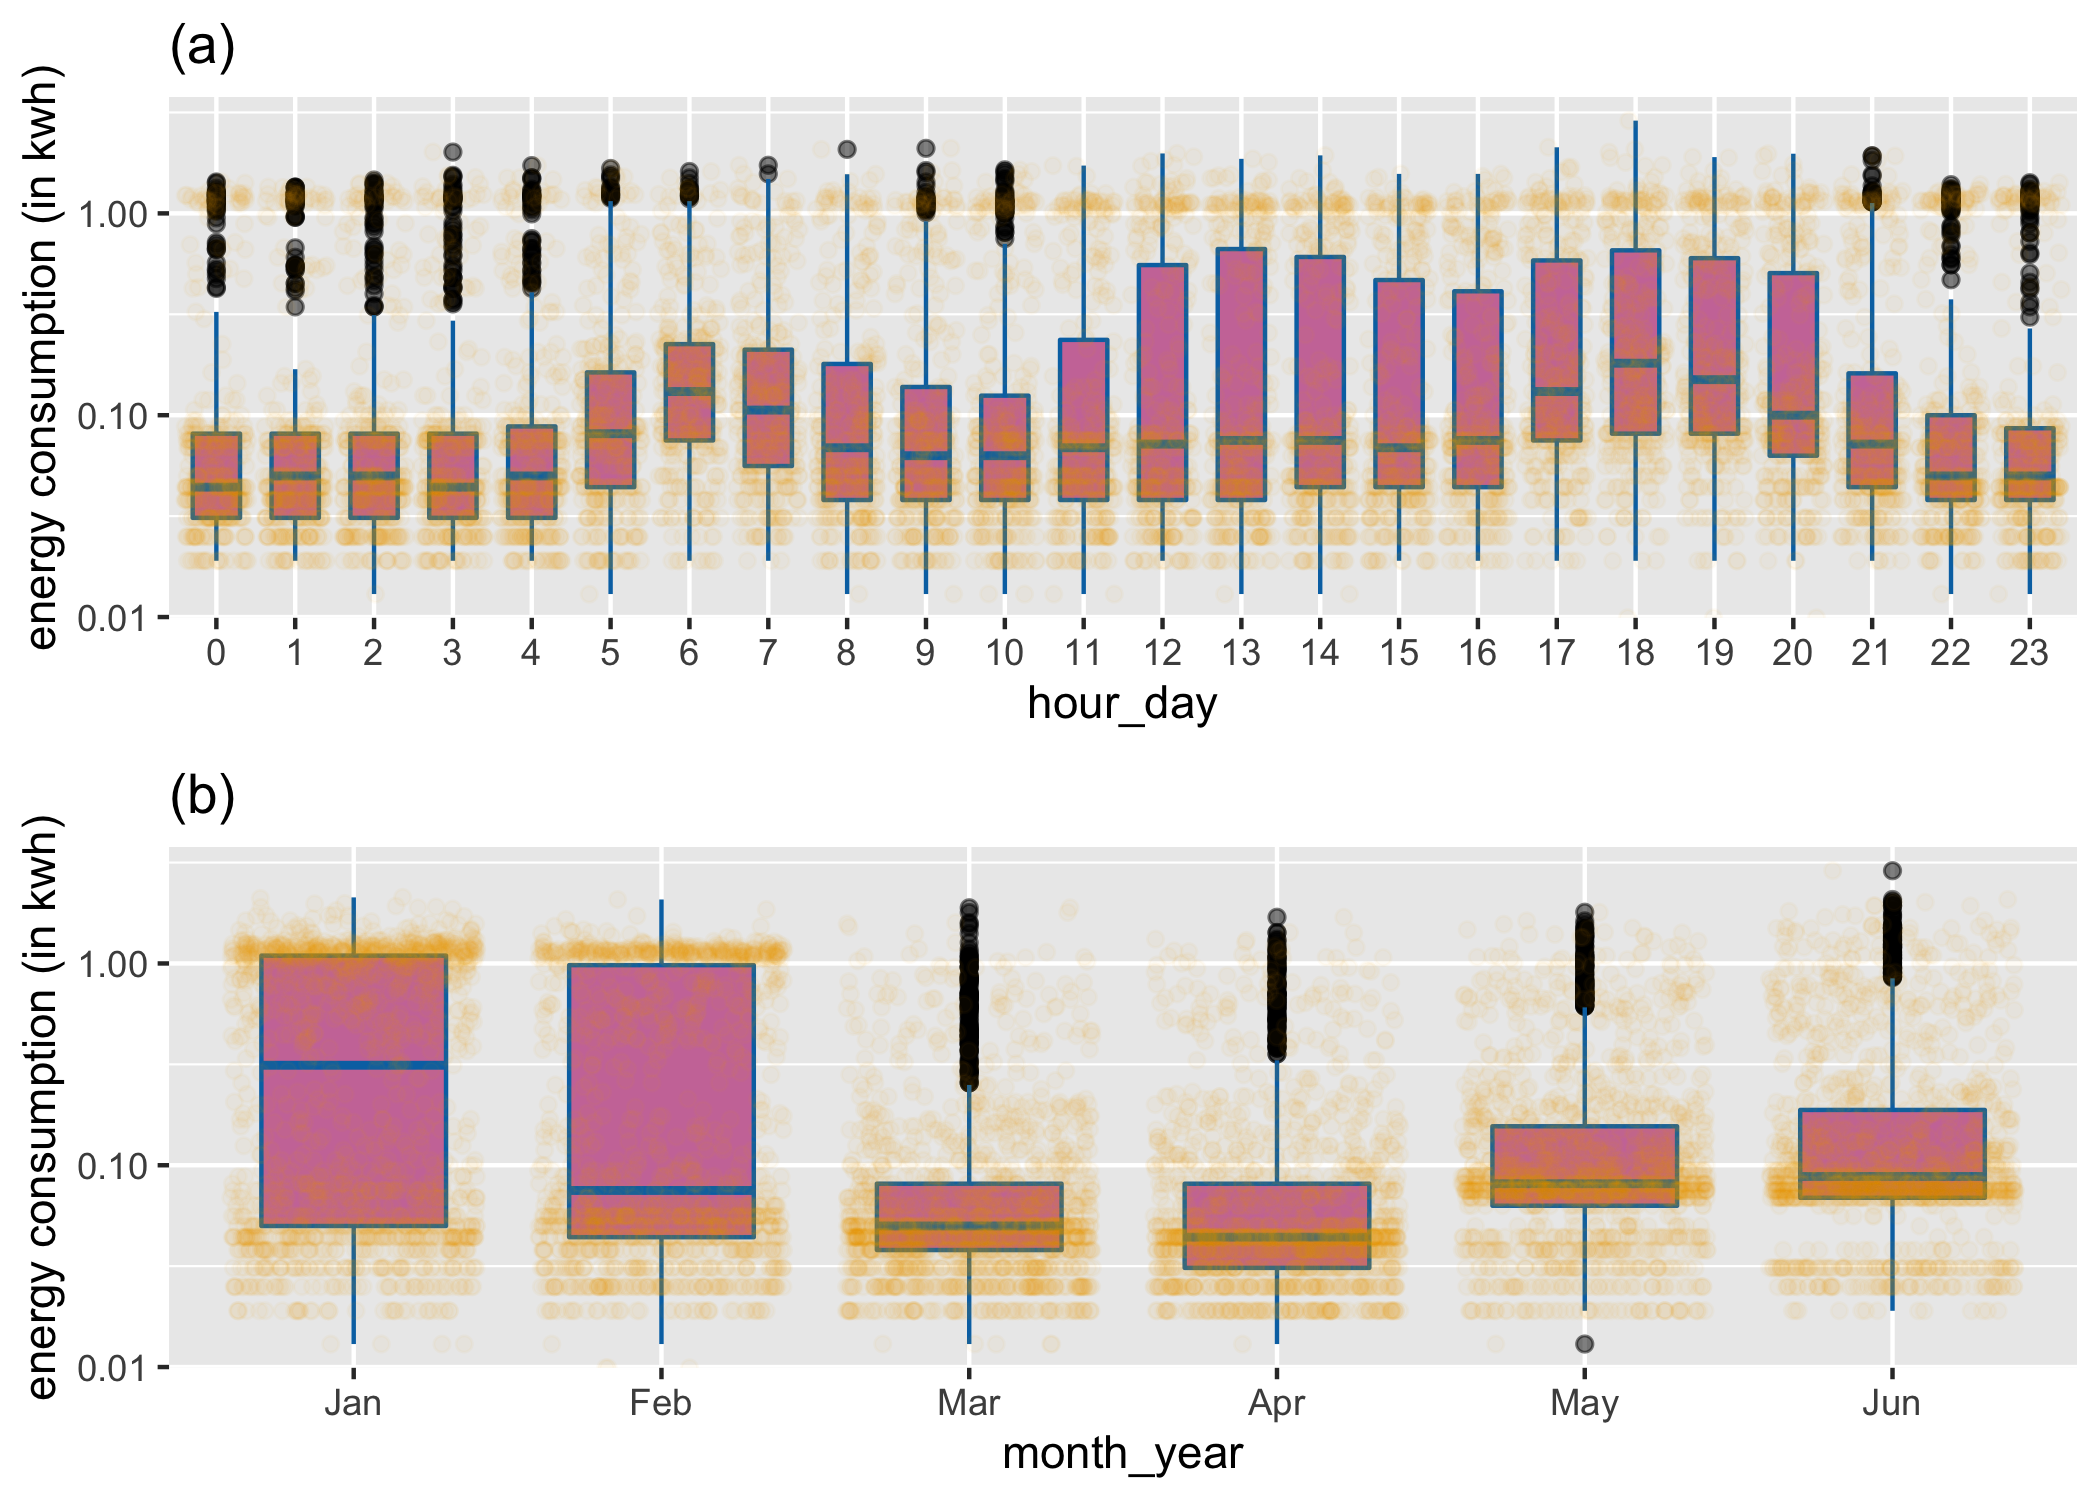 (a)
energy consumption (in kwh)
1.00
0.10
0.01
0 1 2 3 4 5 6 7 8 9 10 11 12 13 14 15 16 17 18 19 20 21 22 23
hour_day
(b)
energy consumption (in kwh)
1.00
0.10
0.01
Jan Feb Mar Apr May Jun
month_year